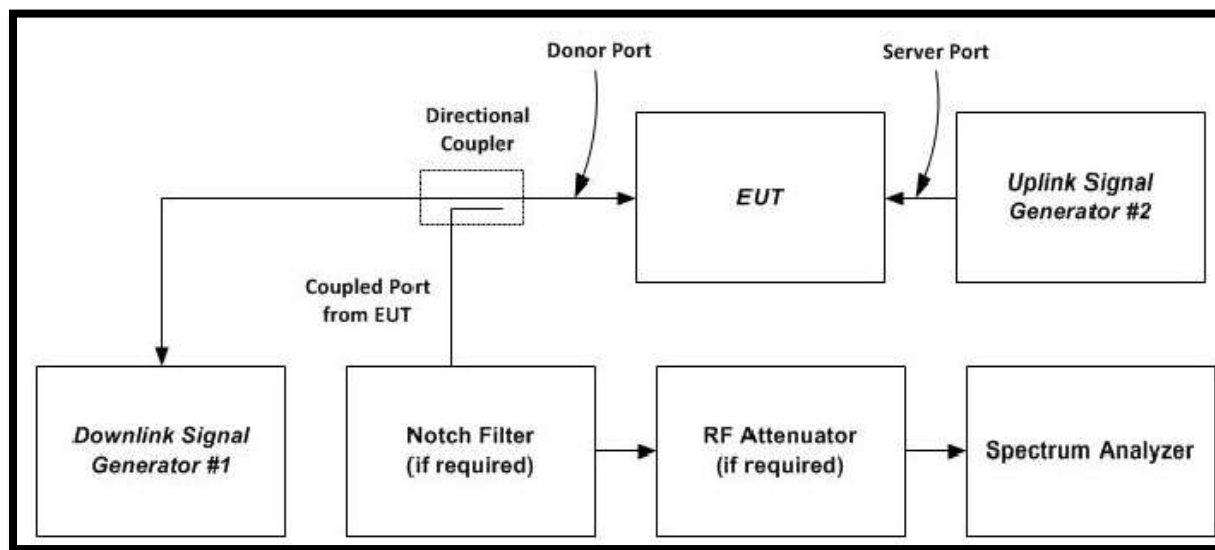 Donor Port
Server Port
Directional
Coupler
EUT
Uplink Signal
Generator #2
Coupled Port
from EUT
Downlink Signal
Generator #1
Notch Filter
(if required)
RF Attenuator
(if required)
Spectrum Analyzer